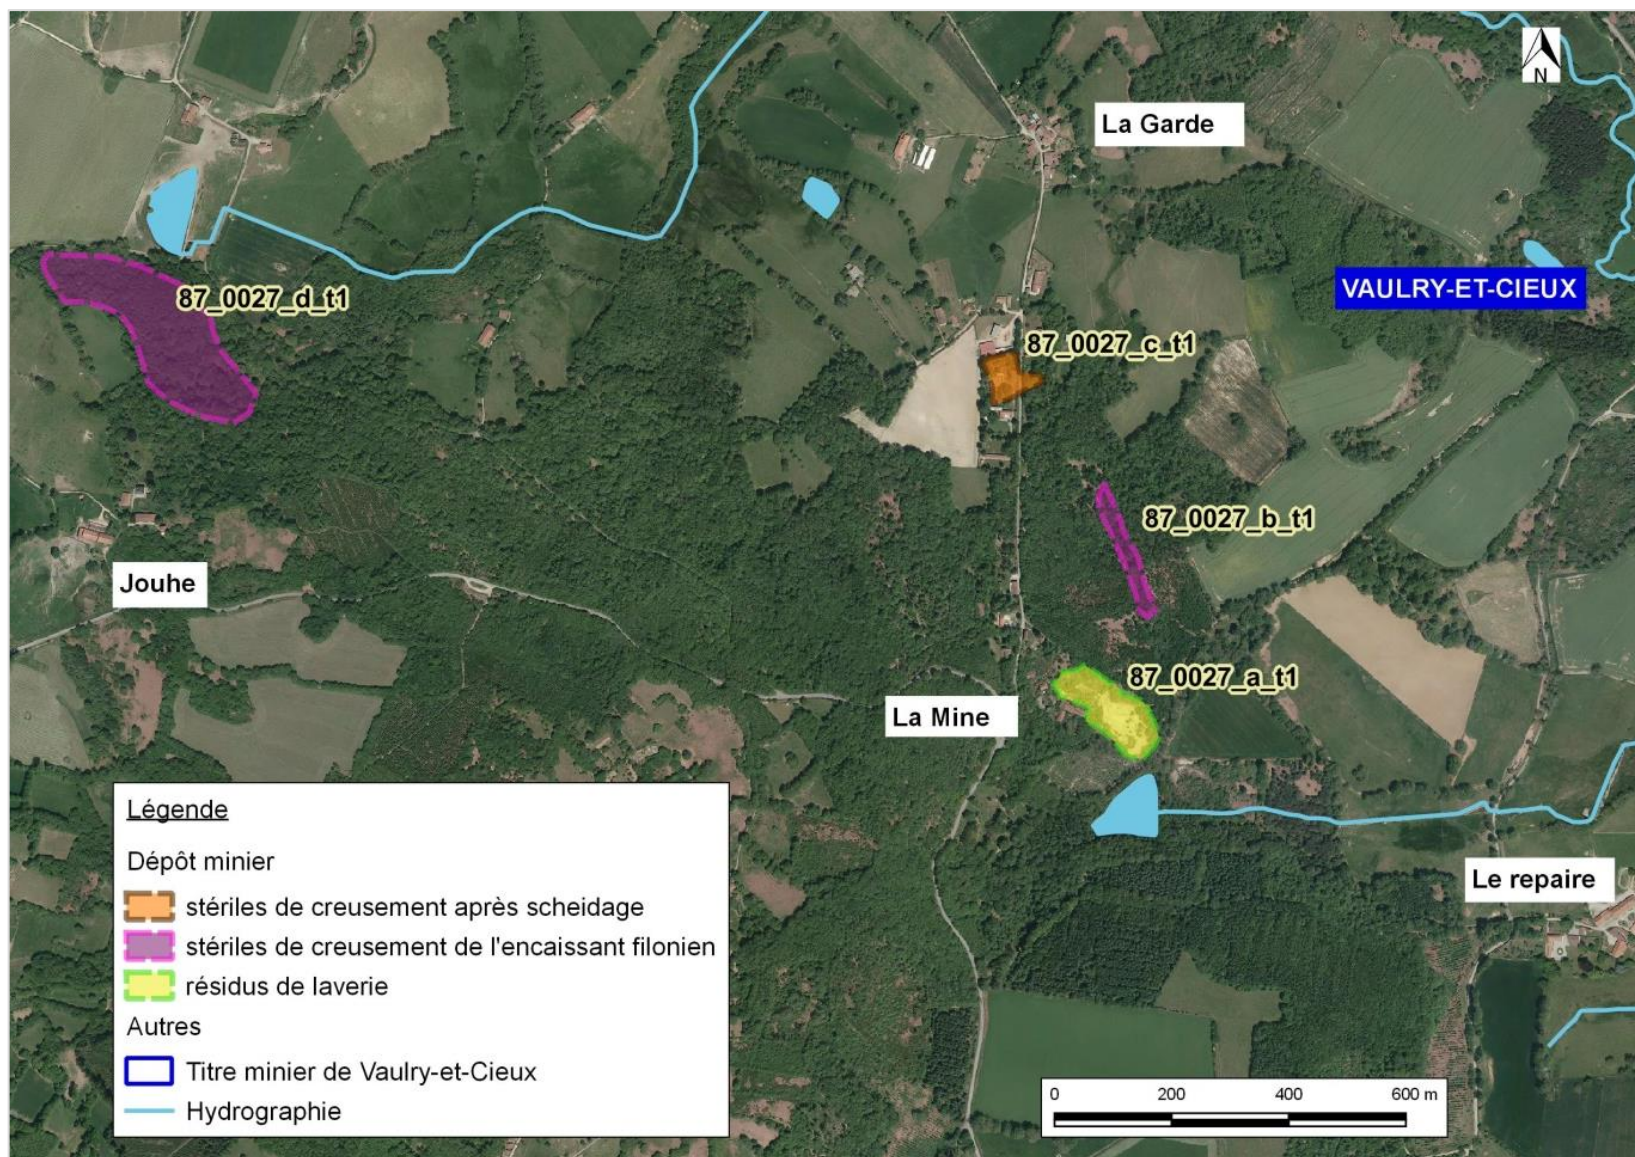 N
La Garde
VAULRY-ET-CIEUX
87_0027_d_t1
87_0027_c_t1
87_0027_b_t1
Jouhe
87_0027_a_t1
La Mine
Le repaire
Légende
Dépôt minier
stériles de creusement après scheidage
stériles de creusement de l'encaissant filonien
résidus de laverie
Autres
Titre minier de Vaulry-et-Cieux
Hydrographie
0 200 400 600 m